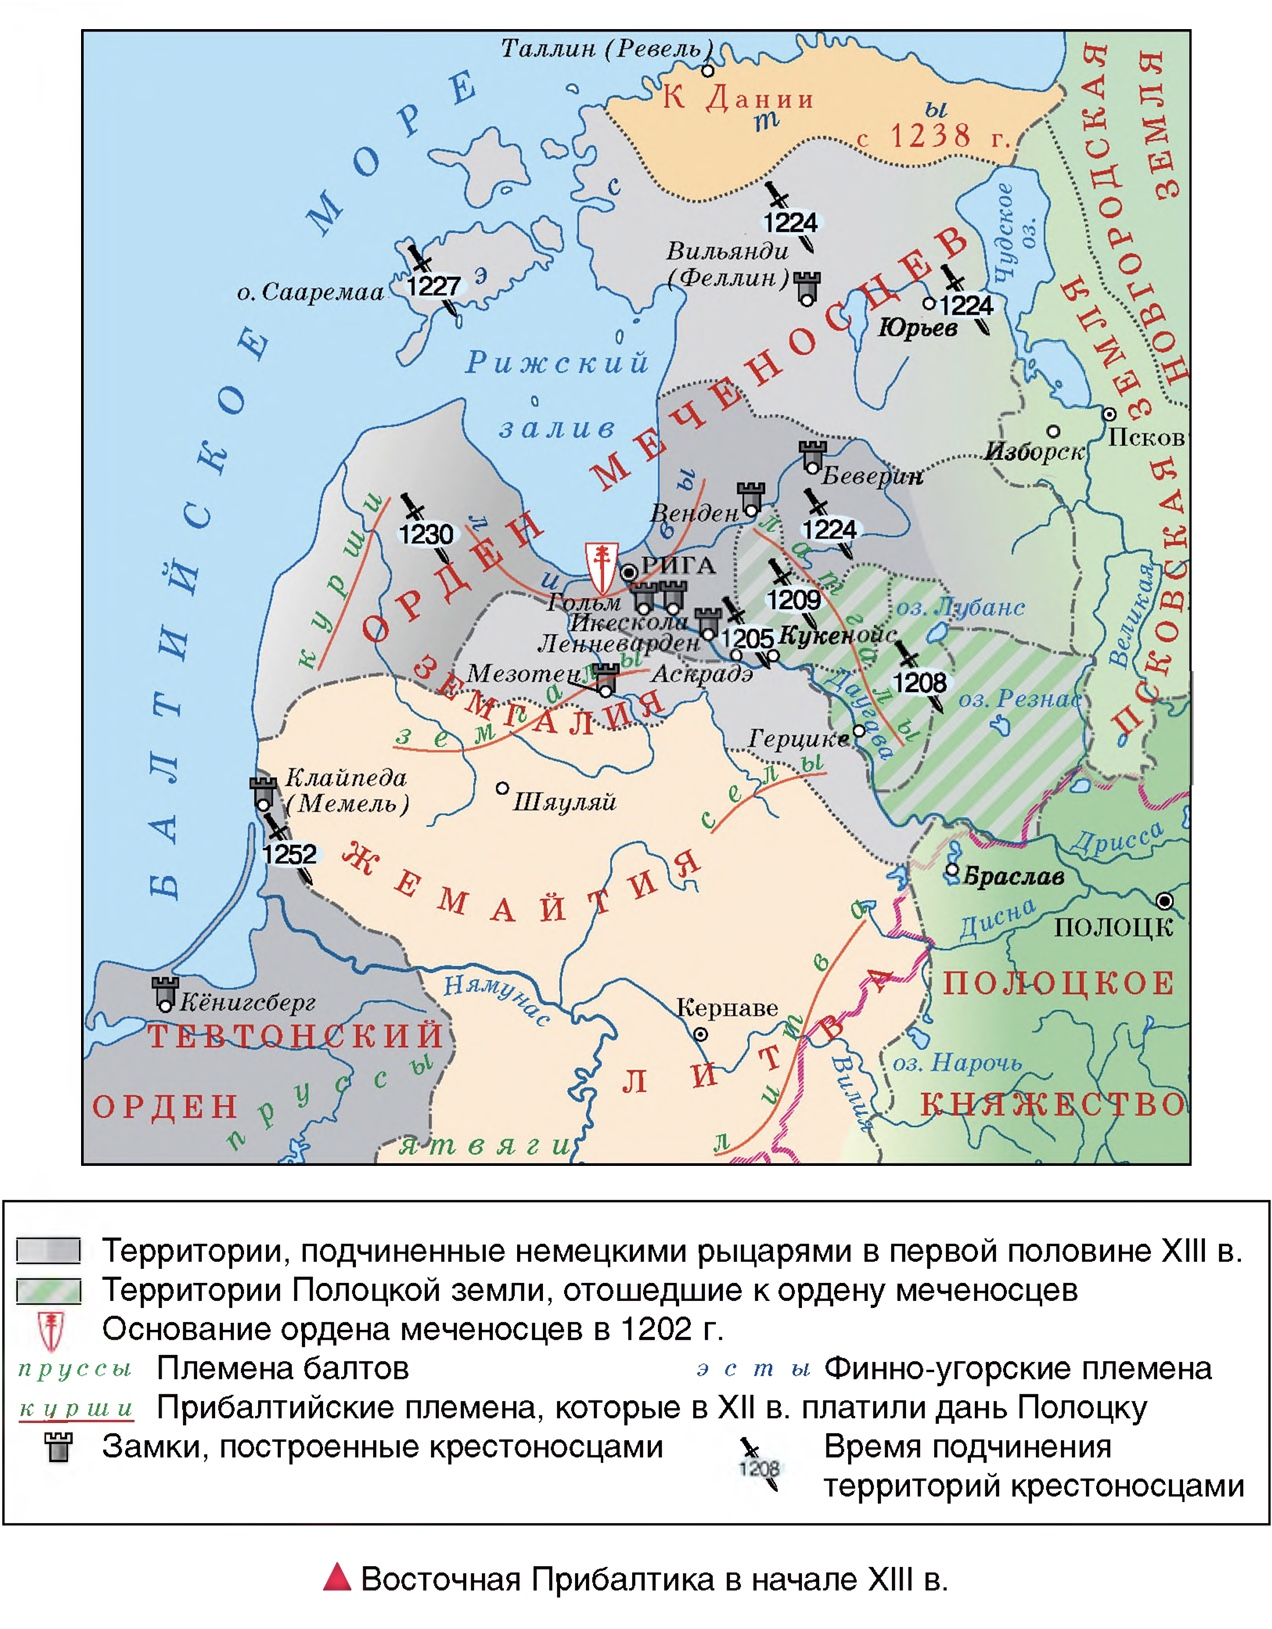 Таллин (Ревель)
К Дании
с 1238 г.
эсты
БАЛТИЙСКОЕ МОРЕ
НОВГОРОДСКАЯ ЗЕМЛЯ
ПСКОВСКАЯ ЗЕМЛЯ
Чудское оз.
1224
Вильянди
(Феллин)
1227
о. Сааремаа
1224
Юрьев
Рижский
залив
ОРДЕН МЕЧЕНОСЦЕВ
Псков
Изборск
Беверин
Венден
1224
ливы
латгалы
курши
1230
РИГА
Гольм
Икескола
Ленневарден
1209
1205
Кукенойс
оз. Лубанс
Великая
Мезотен
Аскрадэ
1208
оз. Резнас
Даугава
ЗЕМГАЛИЯ
земгалы
Герцике
селы
Клайпеда
(Мемель)
Шяуляй
1252
ЖЕМАЙТИЯ
Дрисса
Браслав
Дисна
ПОЛОЦК
Кёнигсберг
Нямунас
Кернаве
ПОЛОЦКОЕ
КНЯЖЕСТВО
ТЕВТОНСКИЙ
ОРДЕН
пруссы
ЛИТВА
литва
Вилия
оз. Нарочь
ятвяги
Территории, подчиненные немецкими рыцарями в первой половине XIII в.
Территории Полоцкой земли, отошедшие к ордену меченосцев
Основание ордена меченосцев в 1202 г.
пруссы Племена балтов
эсты Финно-угорские племена
курши Прибалтийские племена, которые в XII в. платили дань Полоцку
Замки, построенные крестоносцами
1208 Время подчинения
территорий крестоносцами
Восточная Прибалтика в начале XIII в.